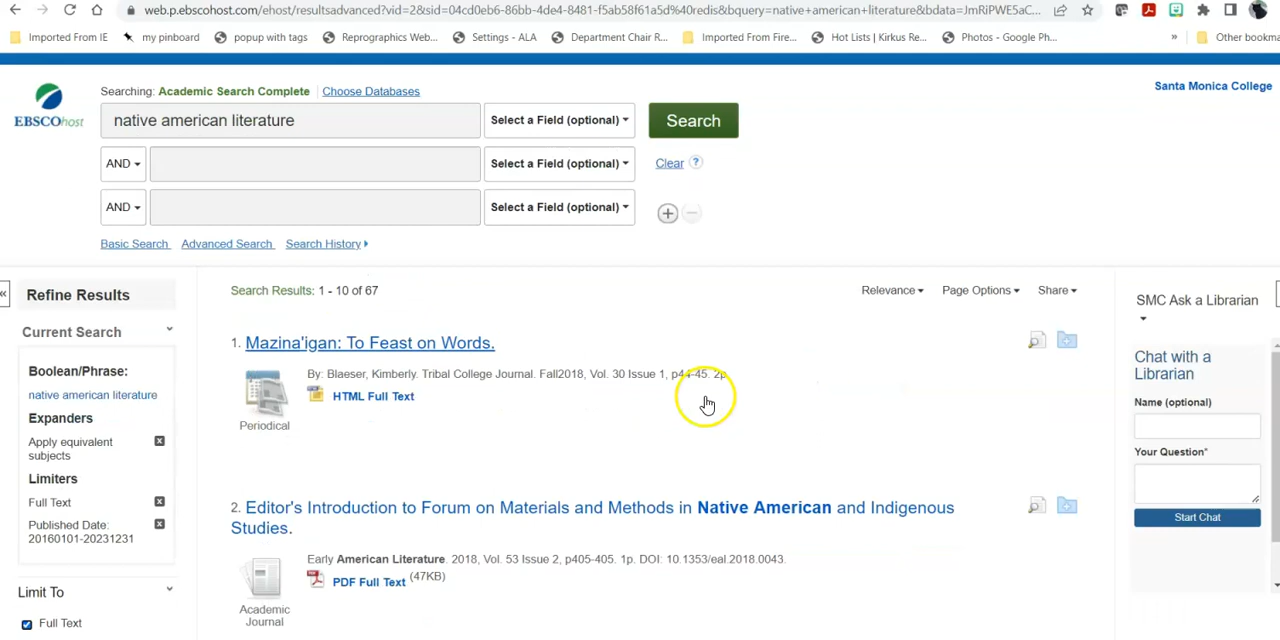 web.p.ebscohost.com/ehost/resultsadvanced?vid=2&sid=04cd0eb6-86bb-4de4-8481-f5ab58f61a5d%40redis&bquery=native+american+literature&bdata=JmRiPWE5aC...
Imported From IE
my pinboard
popup with tags
Reprographics Web...
Settings - ALA
Department Chair R...
Imported From Fire...
Hot Lists | Kirkus R...
Photos - Google Ph...
»
Other bookma
Searching: Academic Search Complete
Choose Databases
Santa Monica College
EBSCOhost
native american literature
Select a Field (optional)
Search
AND
Select a Field (optional)
Clear ?
AND
Select a Field (optional)
Basic Search
Advanced Search
Search History
«
Refine Results
Current Search
Boolean/Phrase:
native american literature
Expanders
Apply equivalent
subjects
Limiters
Full Text
Published Date:
20160101-20231231
Limit To
Full Text
Search Results: 1 - 10 of 67
Relevance
Page Options
Share
1. Mazina'igan: To Feast on Words.
By: Blaeser, Kimberly. Tribal College Journal. Fall2018, Vol. 30 Issue 1, p44-45. 2p.
HTML Full Text
Periodical
2. Editor's Introduction to Forum on Materials and Methods in Native American and Indigenous
Studies.
Early American Literature. 2018, Vol. 53 Issue 2, p405-405. 1p. DOI: 10.1353/eal.2018.0043.
PDF Full Text (47KB)
Academic
Journal
SMC Ask a Librarian
Chat with a
Librarian
Name (optional)
Your Question*
Start Chat